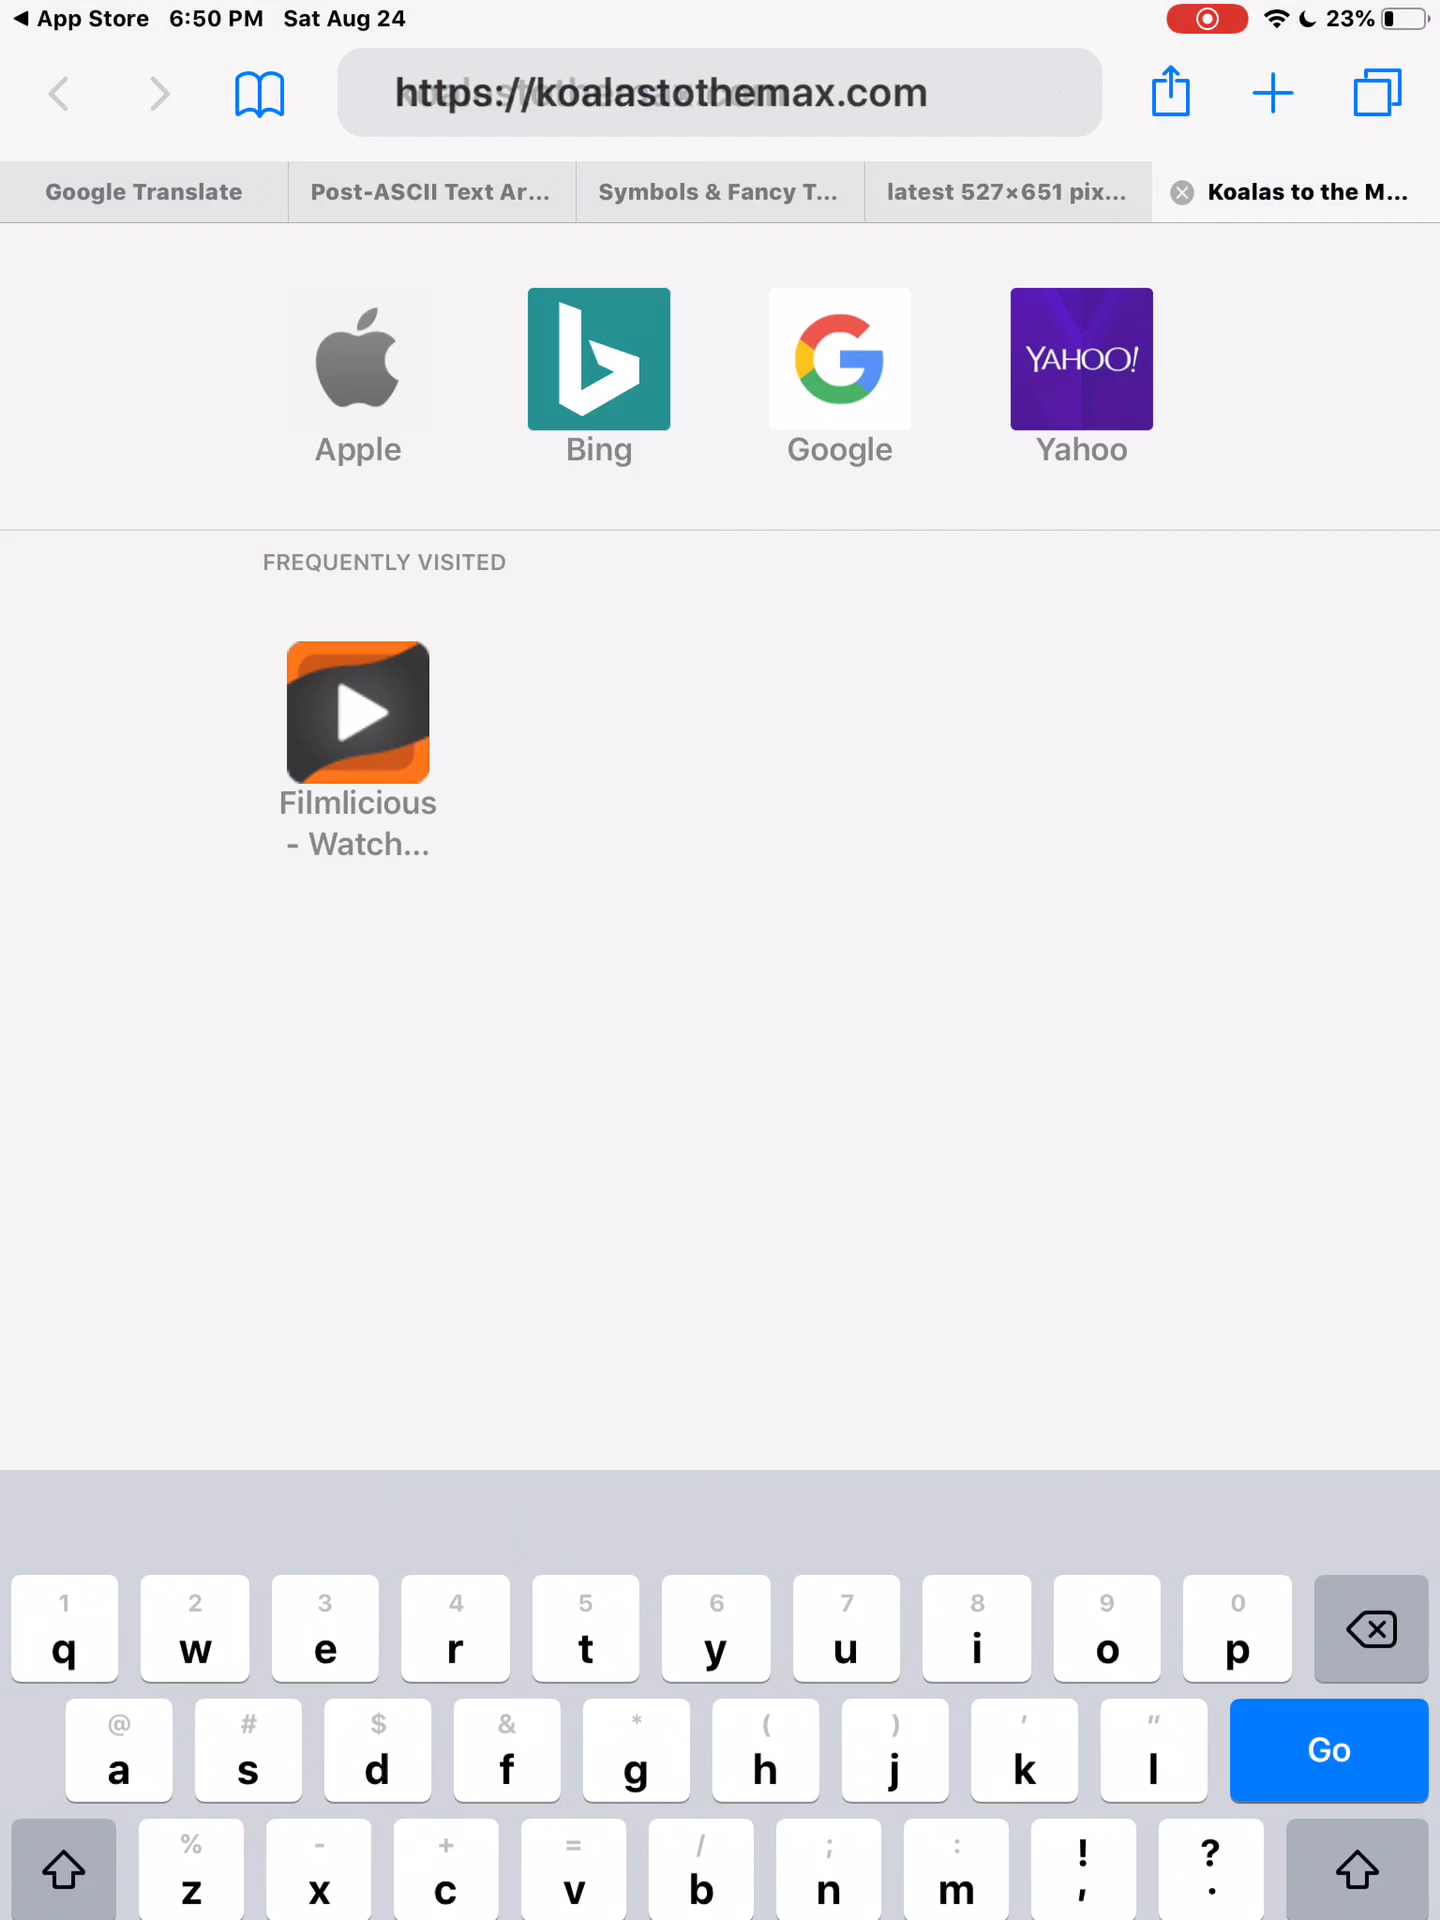 ◀ App Store 6:50 PM Sat Aug 24 23%
https://koalastothemax.com
Google Translate Post-ASCII Text Ar... Symbols & Fancy T... latest 527×651 pix... Koalas to the M...
YAHOO!
Apple Bing Google Yahoo
FREQUENTLY VISITED
Filmlicious
- Watch...
1 2 3 4 5 6 7 8 9 0
q w e r t y u i o p
@ # $ & * ( ) ' "
a s d f g h j k l Go
% - + = / ; : ! ?
z x c v b n m , .